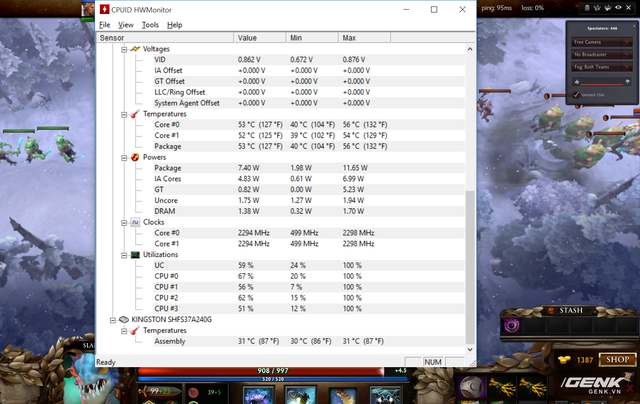 CPUID HWMonitor
File View Tools Help
Sensor Value Min Max
Voltages
VID 0.862 V 0.672 V 0.876 V
IA Offset +0.000 V +0.000 V +0.000 V
GT Offset +0.000 V +0.000 V +0.000 V
LLC/Ring Offset +0.000 V +0.000 V +0.000 V
System Agent Offset +0.000 V +0.000 V +0.000 V
Temperatures
Core #0 53 °C (127 °F) 40 °C (104 °F) 56 °C (132 °F)
Core #1 52 °C (125 °F) 39 °C (102 °F) 54 °C (129 °F)
Package 53 °C (127 °F) 40 °C (104 °F) 56 °C (132 °F)
Powers
Package 7.40 W 1.98 W 11.65 W
IA Cores 4.83 W 0.61 W 6.99 W
GT 0.82 W 0.00 W 5.23 W
Uncore 1.75 W 1.27 W 1.94 W
DRAM 1.38 W 0.32 W 1.70 W
Clocks
Core #0 2294 MHz 499 MHz 2298 MHz
Core #1 2294 MHz 499 MHz 2298 MHz
Utilizations
UC 59 % 24 % 100 %
CPU #0 67 % 20 % 100 %
CPU #1 56 % 7 % 100 %
CPU #2 62 % 15 % 100 %
CPU #3 51 % 12 % 100 %
KINGSTON SHFS37A240G
Temperatures
Assembly 31 °C (87 °F) 30 °C (86 °F) 31 °C (87 °F)
Ready NUM
ping: 95ms loss: 0%
Spectators: 446
Free Camera
No Broadcaster
Fog: Both Teams
Spectator Chat
STASH
1387 SHOP
SLA
908 / 997 +4.5
520 / 520
99+23 39+5
GENK
GENK.VN